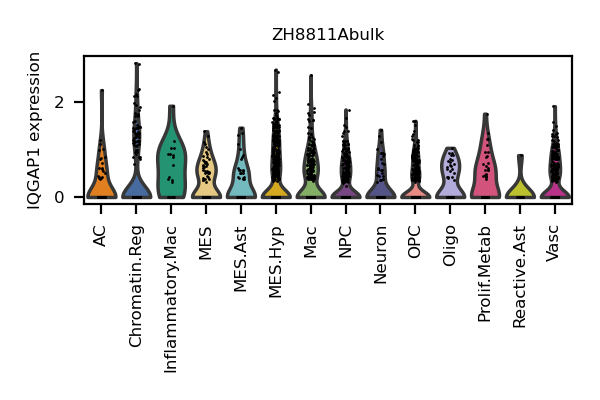 ZH8811Abulk
IQGAP1 expression
2
0
AC
Chromatin.Reg
Inflammatory.Mac
MES
MES.Ast
MES.Hyp
Mac
NPC
Neuron
OPC
Oligo
Prolif.Metab
Reactive.Ast
Vasc